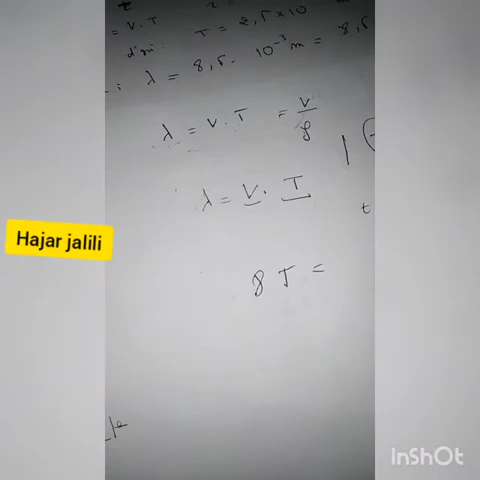 = V . T
T = 2,5 x 10
λ = 8,5 . 10⁻³ m = 8,5
λ = V . T = V/f
λ = V . T
t
8 T =
Hajar jalili
InShOt